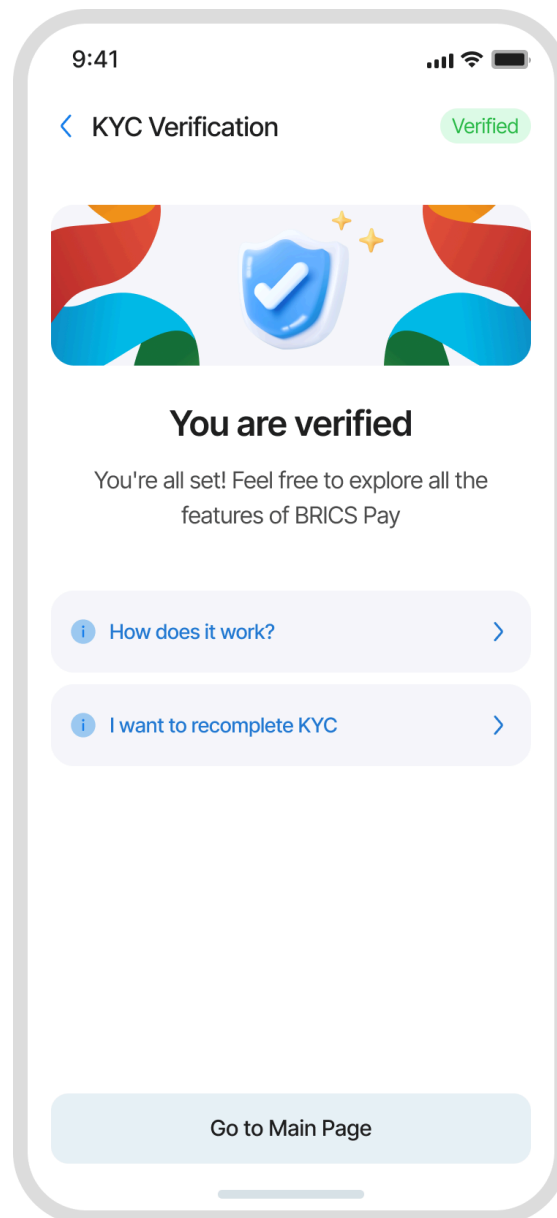 9:41
KYC Verification
Verified
You are verified
You're all set! Feel free to explore all the
features of BRICS Pay
How does it work?
I want to recomplete KYC
Go to Main Page